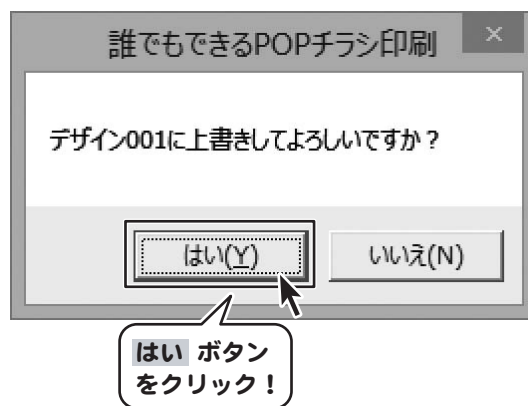 誰でもできるPOPチラシ印刷
デザイン001に上書きしてよろしいですか？
はい(Y) いいえ(N)
はい ボタン
をクリック！